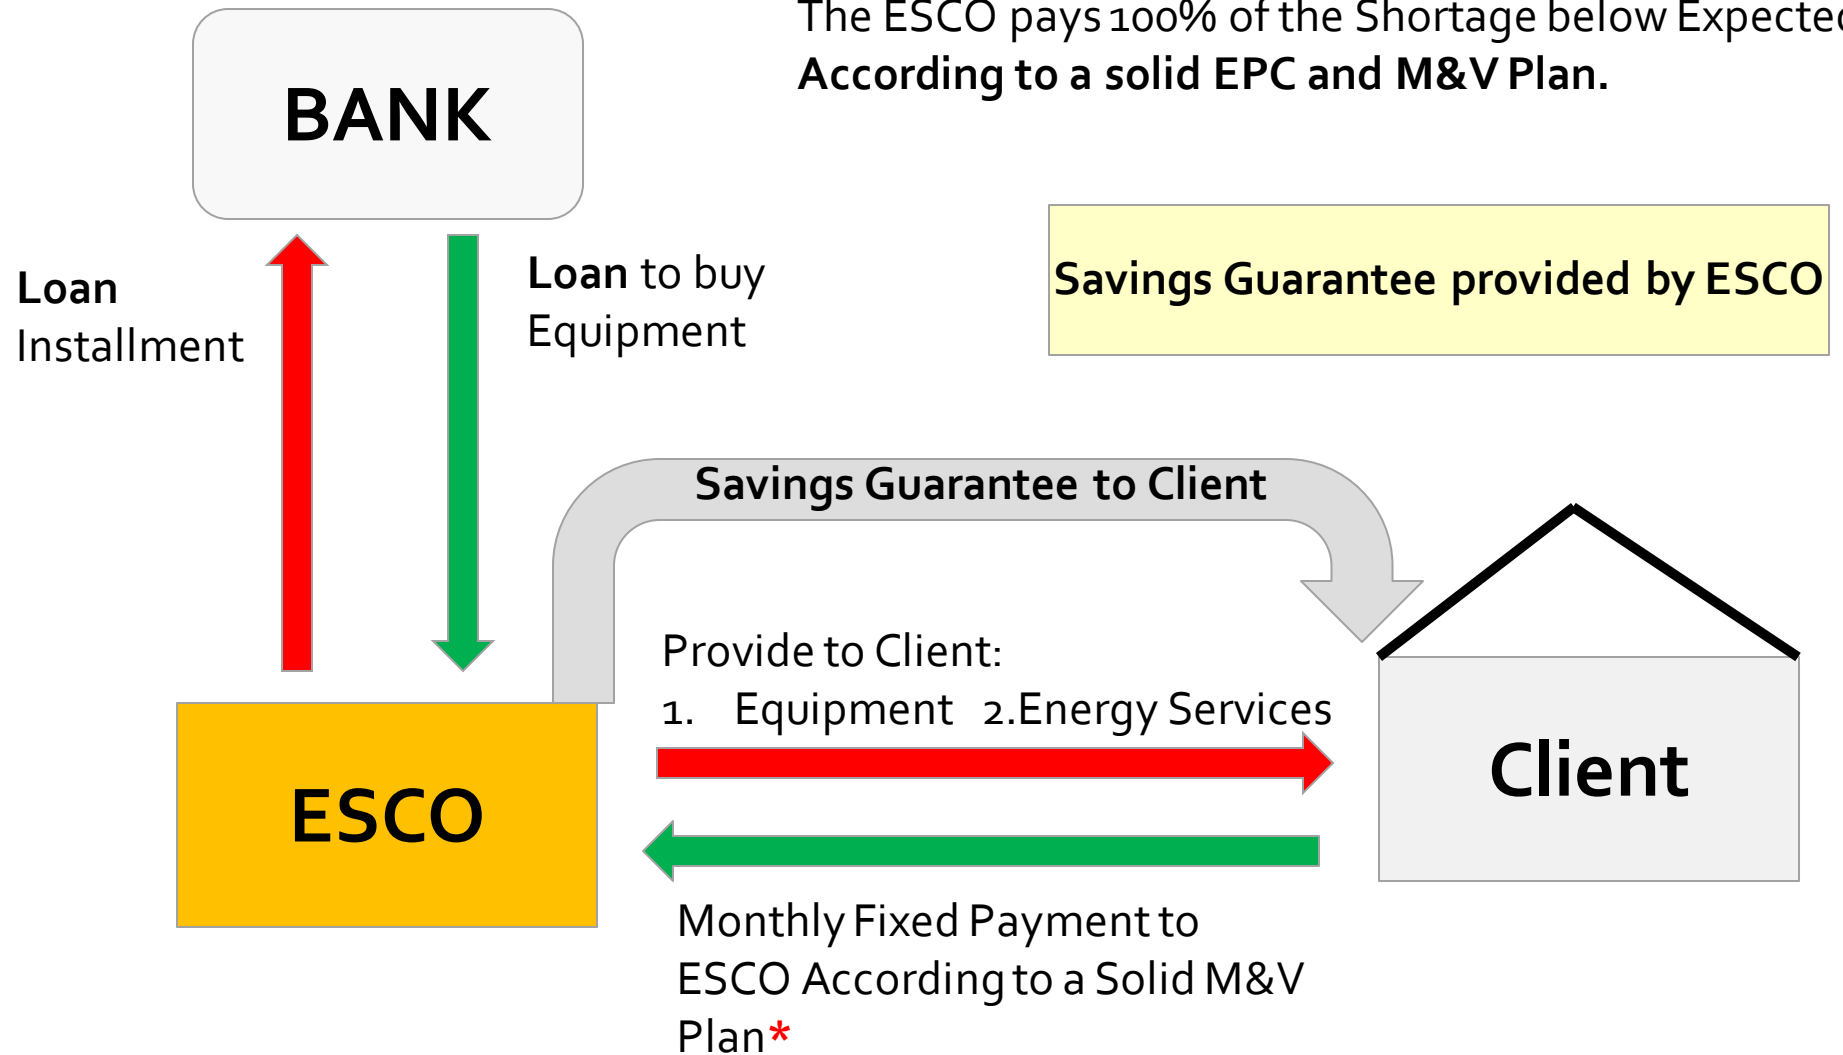 The ESCO pays 100% of the Shortage below Expected
According to a solid EPC and M&V Plan.
BANK
Loan
Installment
Loan to buy
Equipment
Savings Guarantee provided by ESCO
Savings Guarantee to Client
Provide to Client:
1. Equipment 2.Energy Services
ESCO
Client
Monthly Fixed Payment to
ESCO According to a Solid M&V
Plan*